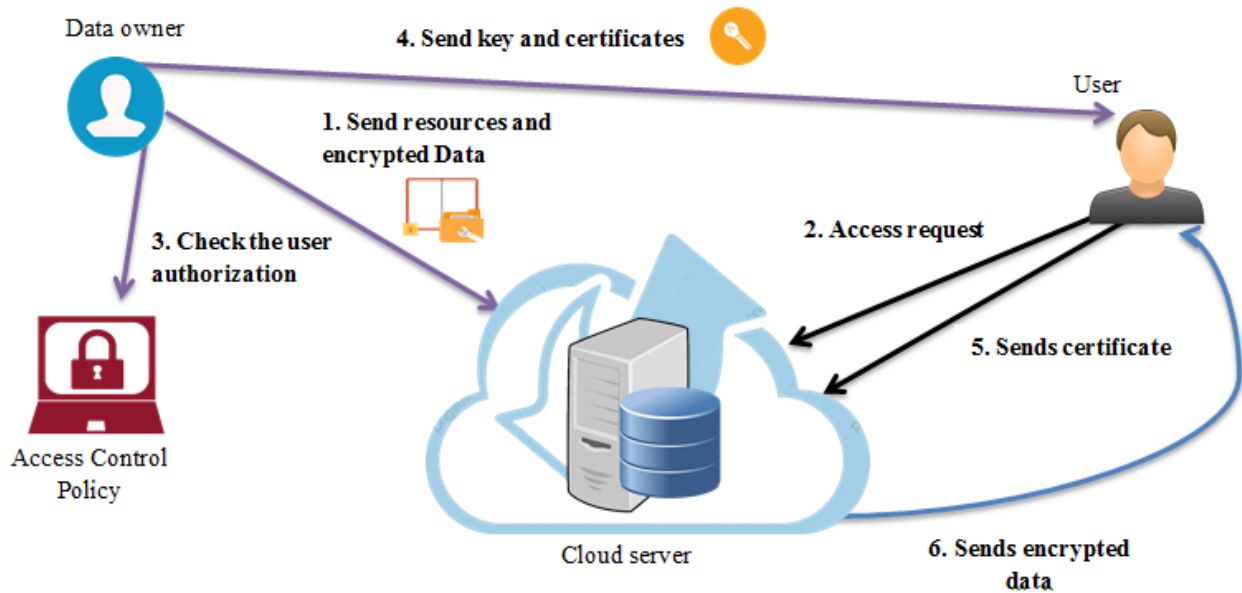 Data owner
4. Send key and certificates
User
1. Send resources and
encrypted Data
2. Access request
3. Check the user
authorization
5. Sends certificate
Access Control
Policy
Cloud server
6. Sends encrypted
data